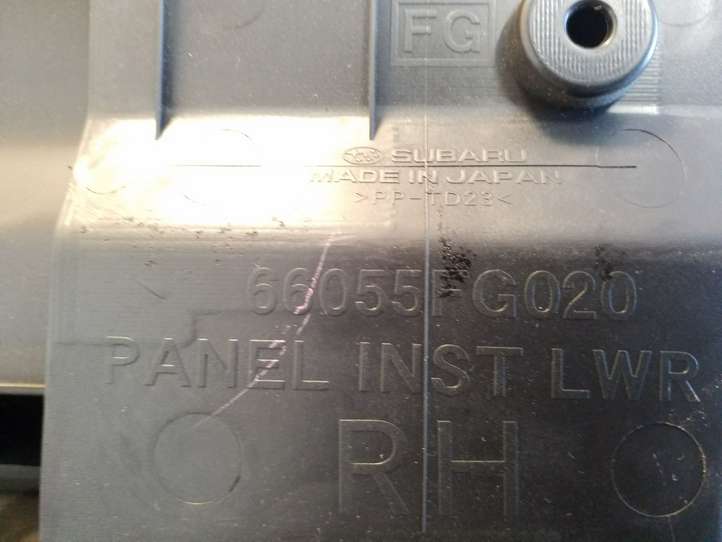 FG
SUBARU
MADE IN JAPAN
>PP-TD23<
66055FG020
PANEL INST LWR
RH